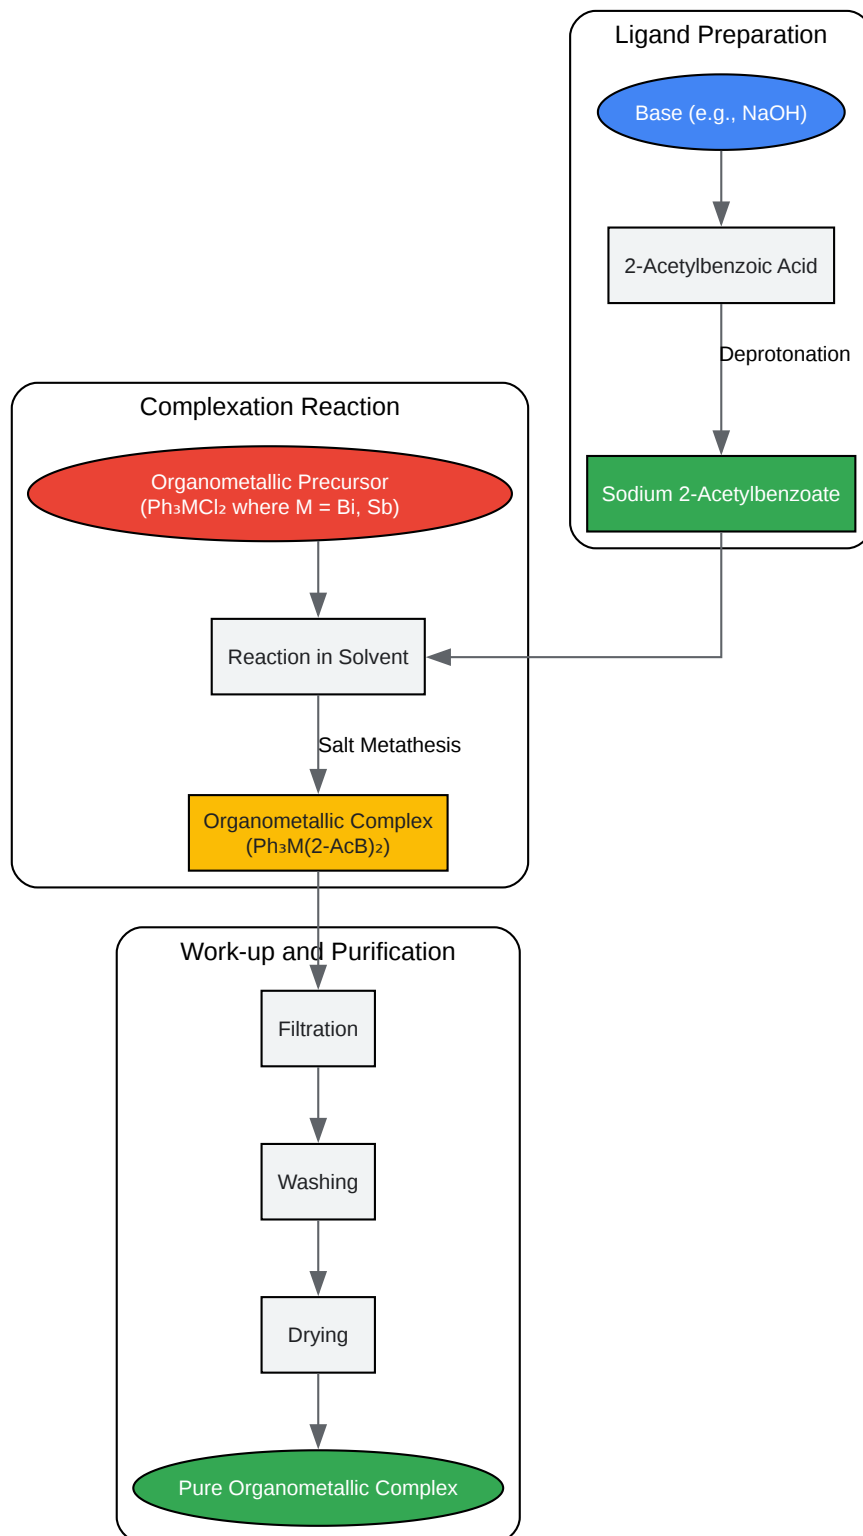 Ligand Preparation
Base (e.g., NaOH)
2-Acetylbenzoic Acid
Deprotonation
Sodium 2-Acetylbenzoate
Complexation Reaction
Organometallic Precursor
(Ph₃MCl₂ where M = Bi, Sb)
Reaction in Solvent
Salt Metathesis
Organometallic Complex
(Ph₃M(2-AcB)₂)
Work-up and Purification
Filtration
Washing
Drying
Pure Organometallic Complex